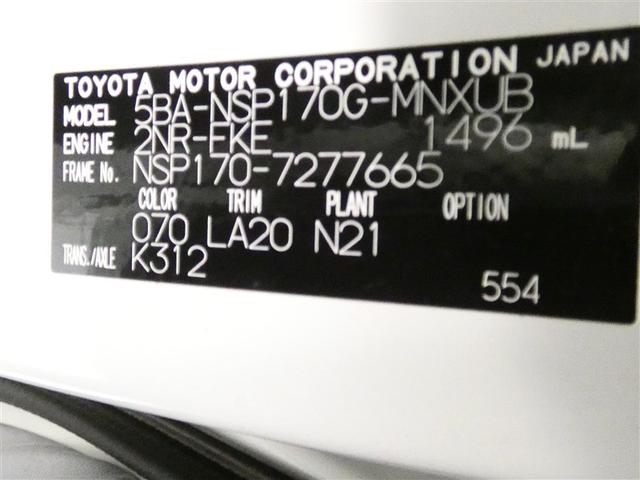 TOYOTA MOTOR CORPORATION JAPAN
MODEL 5BA-NSP170G-MNXUB
ENGINE 2NR-FKE 1496 mL
FRAME No. NSP170-7277665
COLOR TRIM PLANT OPTION
070 LA20 N21
TRANS./AXLE K312
554